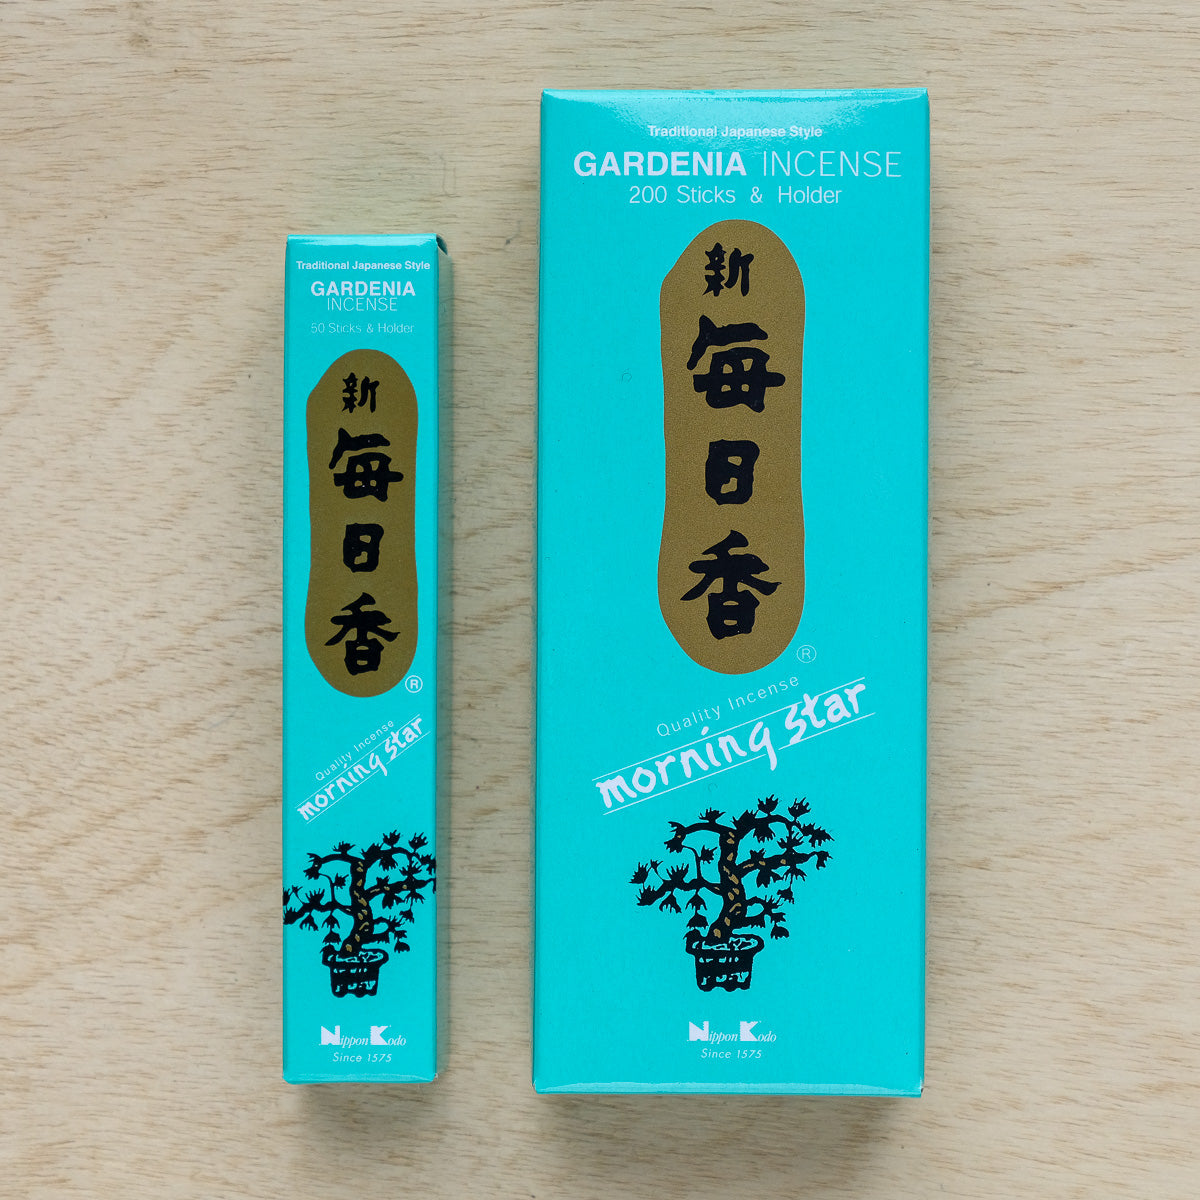 Traditional Japanese Style
GARDENIA
INCENSE
50 Sticks & Holder
新
毎
日
香
®
Quality Incense
morning star
Nippon Kodo
Since 1575
Traditional Japanese Style
GARDENIA INCENSE
200 Sticks & Holder
新
毎
日
香
®
Quality Incense
morning star
Nippon Kodo
Since 1575